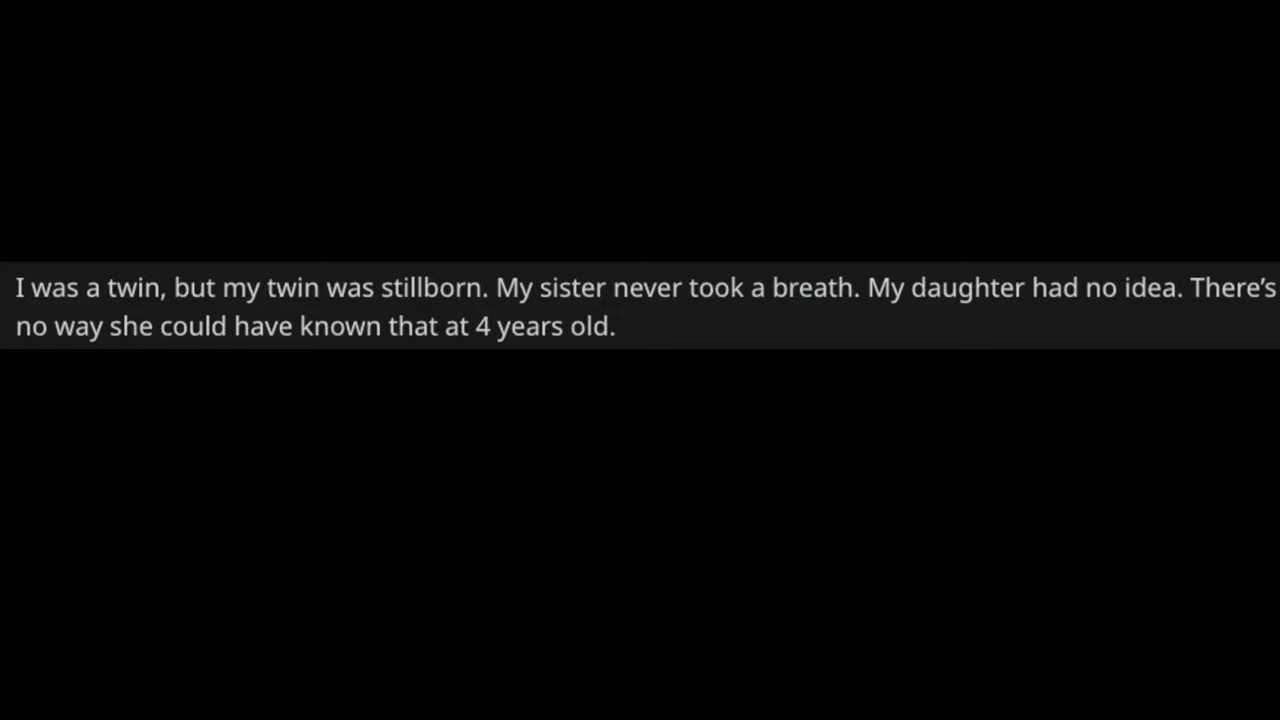 I was a twin, but my twin was stillborn. My sister never took a breath. My daughter had no idea. There’s
no way she could have known that at 4 years old.